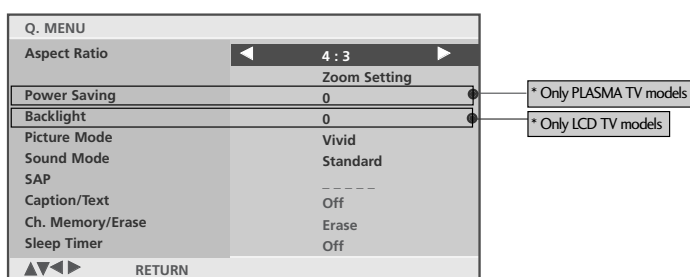 Q. MENU
Aspect Ratio 4 : 3
Zoom Setting
Power Saving 0
* Only PLASMA TV models
Backlight 0
* Only LCD TV models
Picture Mode Vivid
Sound Mode Standard
SAP _ _ _ _ _
Caption/Text Off
Ch. Memory/Erase Erase
Sleep Timer Off
RETURN